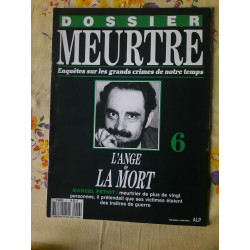 DOSSIER
MEURTRE
Enquêtes sur les grands crimes de notre temps
6
L'ANGE
DE
LA MORT
MARCEL PETIOT : meurtrier de plus de vingt
personnes, il prétendait que ses victimes étaient
des traîtres de guerre
ALP